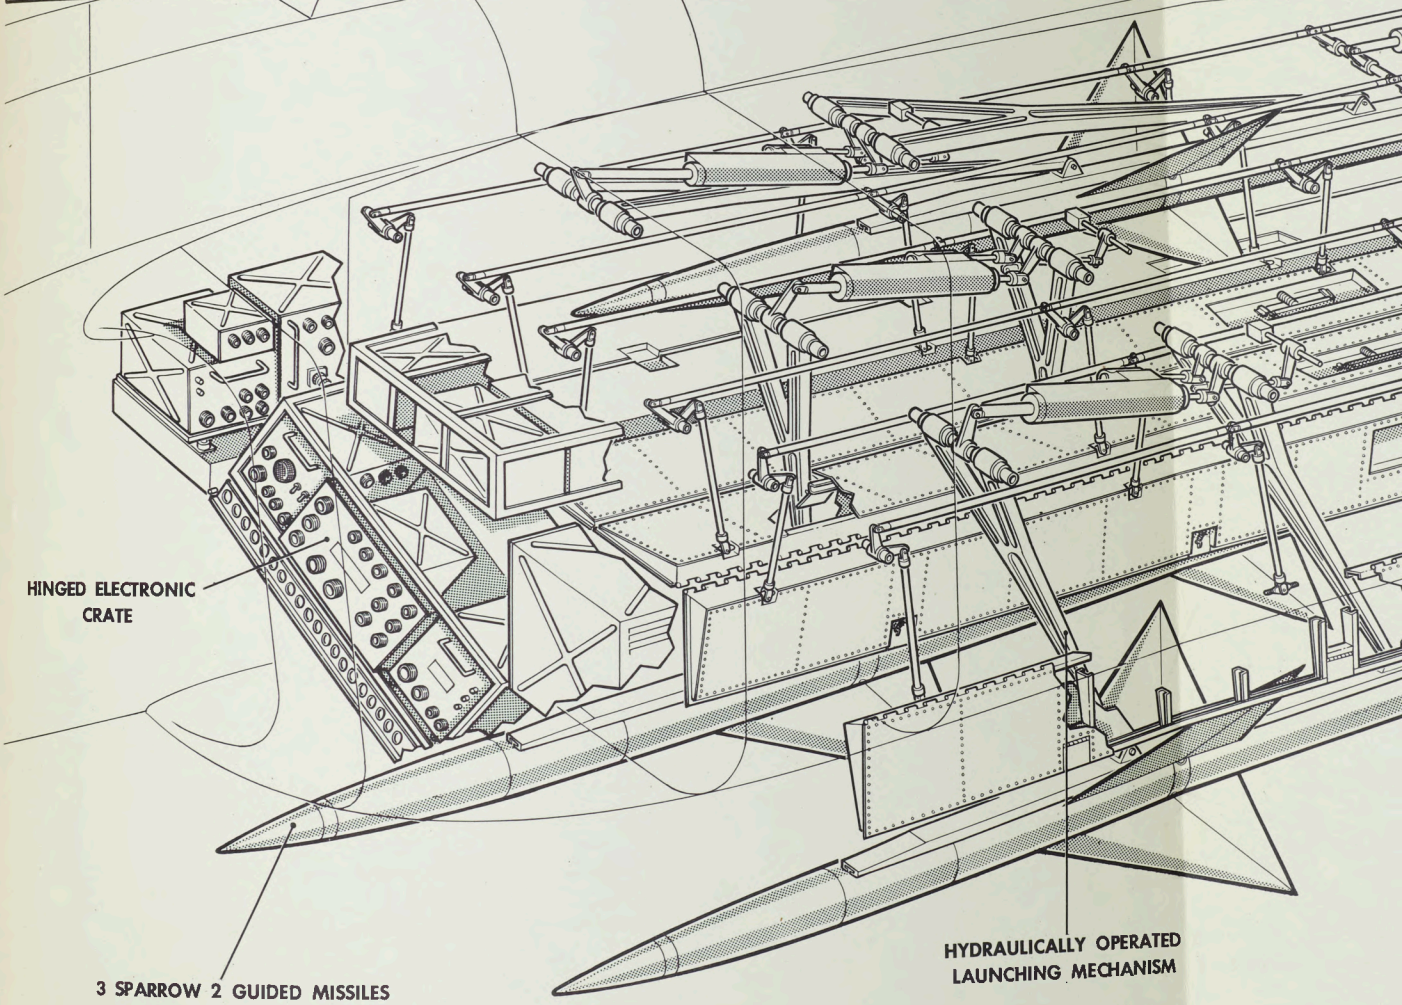 HINGED ELECTRONIC
CRATE
3 SPARROW 2 GUIDED MISSILES
HYDRAULICALLY OPERATED
LAUNCHING MECHANISM